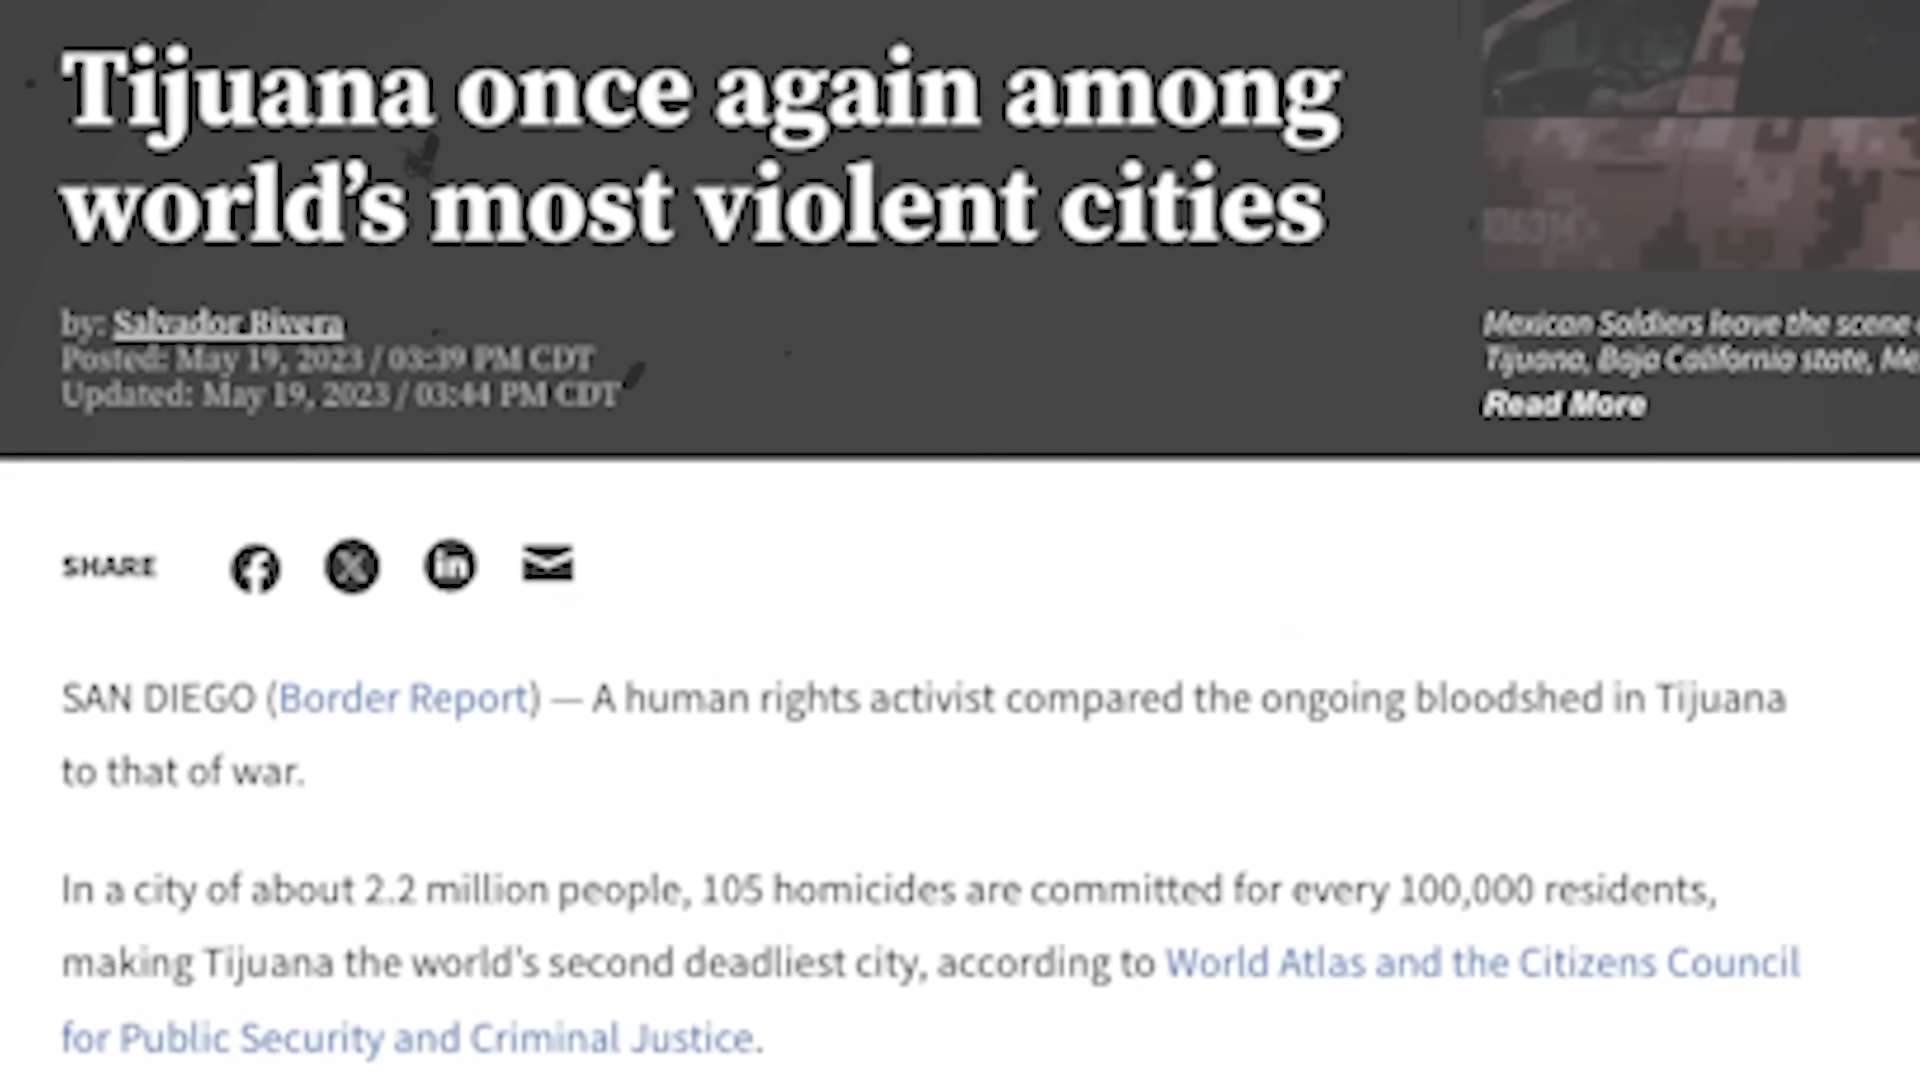 Tijuana once again among
world’s most violent cities
by: Salvador Rivera
Posted: May 19, 2023 / 03:39 PM CDT
Updated: May 19, 2023 / 03:44 PM CDT
Mexican Soldiers leave the scene
Tijuana, Baja California state, Me
Read More
SHARE
SAN DIEGO (Border Report) — A human rights activist compared the ongoing bloodshed in Tijuana
to that of war.
In a city of about 2.2 million people, 105 homicides are committed for every 100,000 residents,
making Tijuana the world’s second deadliest city, according to World Atlas and the Citizens Council
for Public Security and Criminal Justice.